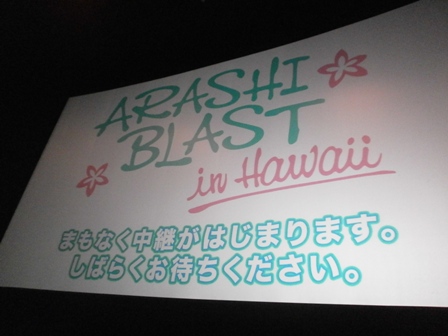 ARASHI
BLAST
in Hawaii
まもなく中継がはじまります。
しばらくお待ちください。